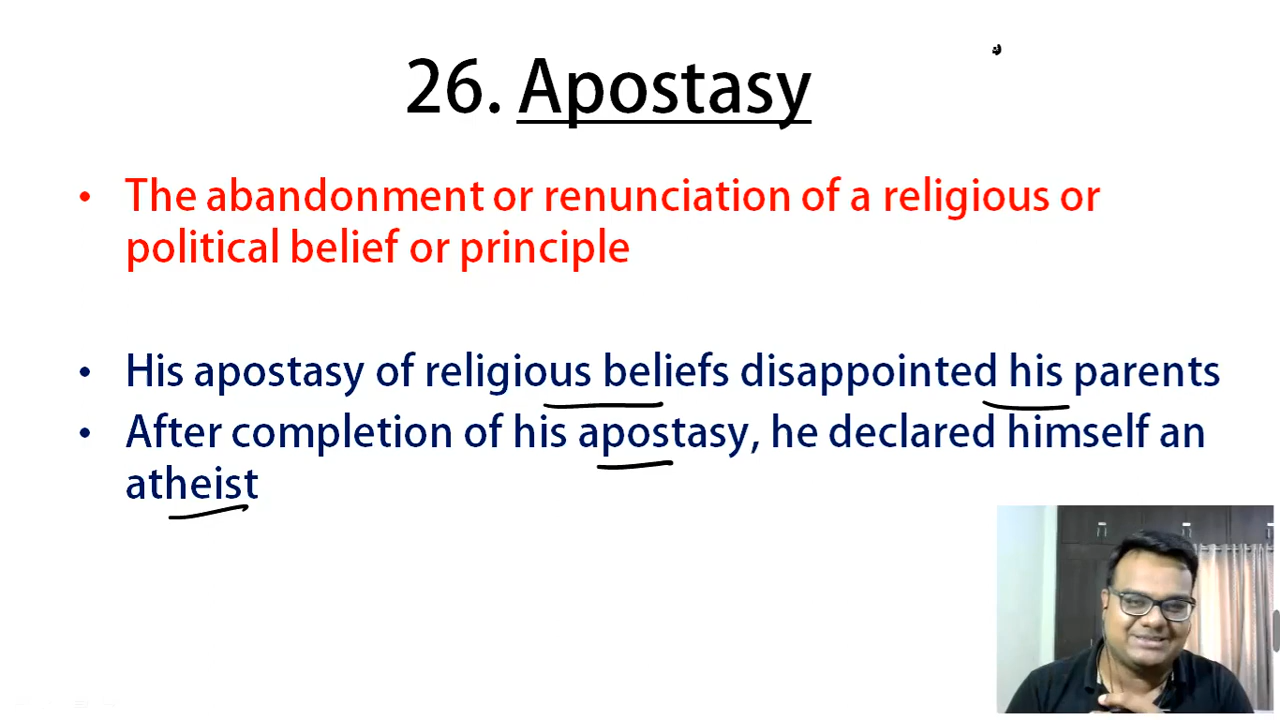 26. Apostasy
• The abandonment or renunciation of a religious or
political belief or principle
• His apostasy of religious beliefs disappointed his parents
• After completion of his apostasy, he declared himself an
atheist